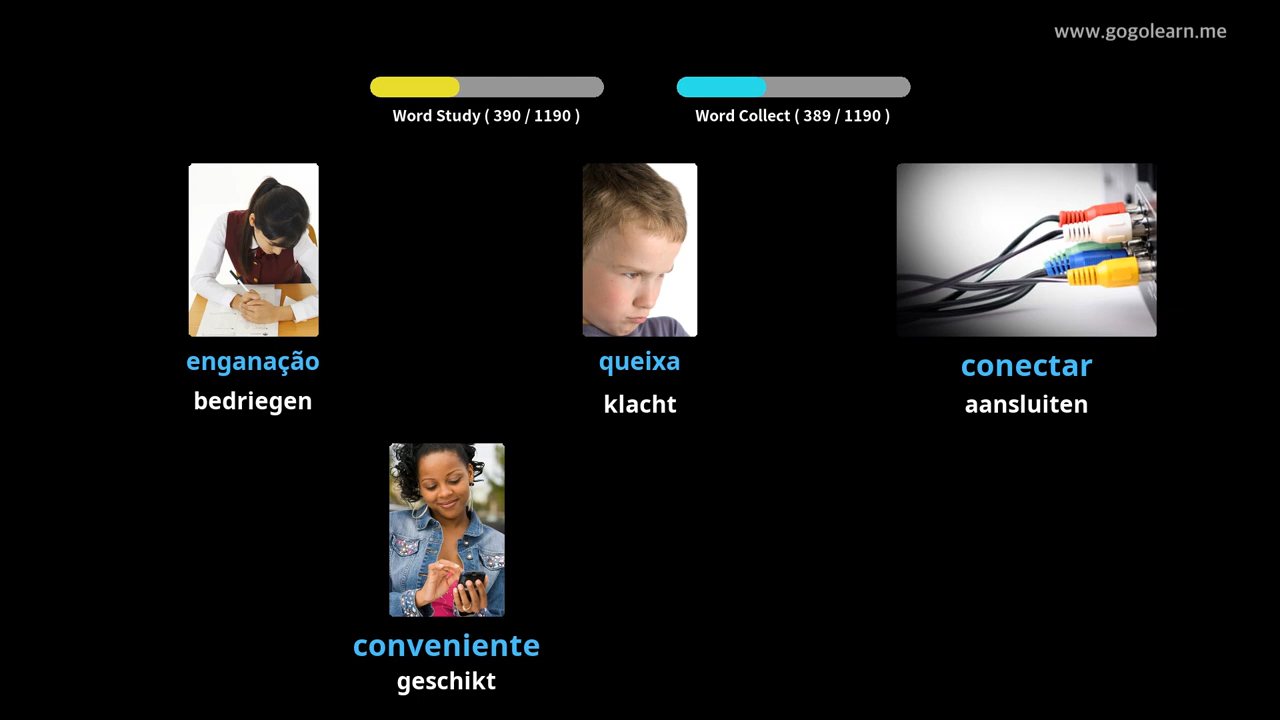 www.gogolearn.me
Word Study ( 390 / 1190 )
Word Collect ( 389 / 1190 )
enganação
bedriegen
queixa
klacht
conectar
aansluiten
conveniente
geschikt